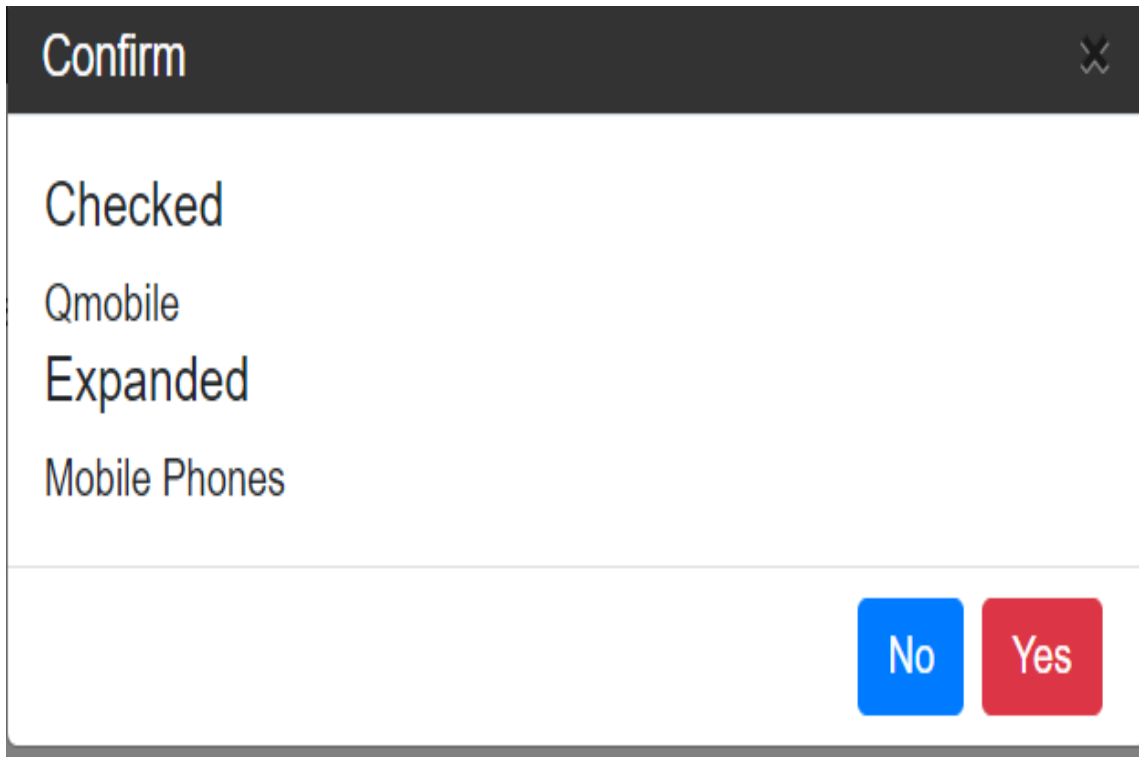 Confirm
Checked
Qmobile
Expanded
Mobile Phones
No Yes